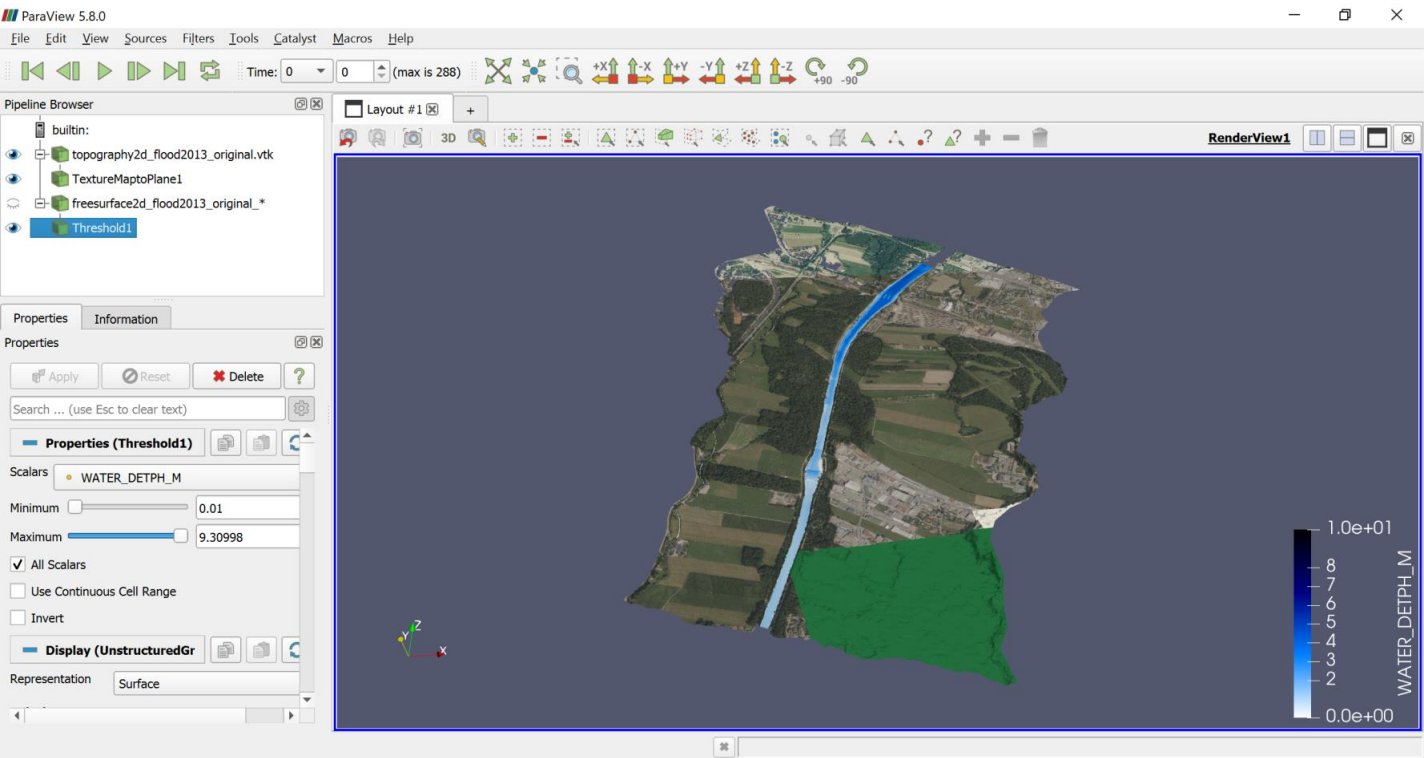 ParaView 5.8.0
File Edit View Sources Filters Tools Catalyst Macros Help
Time: 0 0 (max is 288) +X -X +Y -Y +Z -Z +90 -90
Pipeline Browser
builtin:
topography2d_flood2013_original.vtk
TextureMaptoPlane1
freesurface2d_flood2013_original_*
Threshold1
Layout #1 +
3D
RenderView1
Properties Information
Properties
Apply Reset Delete ?
Search ... (use Esc to clear text)
Properties (Threshold1)
Scalars WATER_DETPH_M
Minimum 0.01
Maximum 9.30998
All Scalars
Use Continuous Cell Range
Invert
Display (UnstructuredGr
Representation Surface
Y Z X
1.0e+01
8
7
6
5
4
3
2
0.0e+00
WATER_DETPH_M